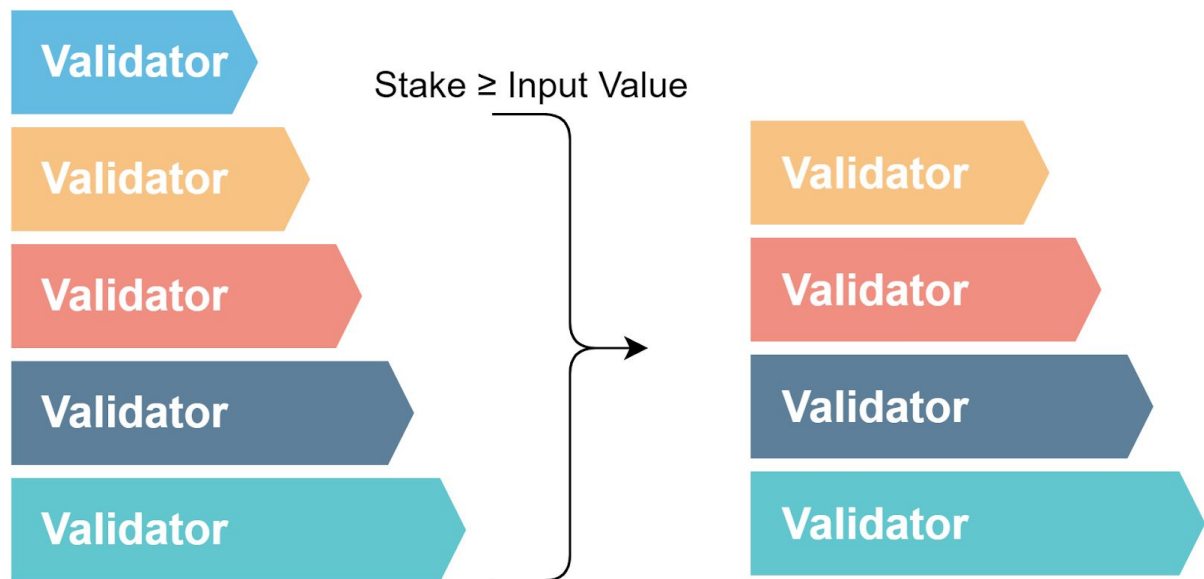 Validator
Validator
Validator
Validator
Validator
Stake ≥ Input Value
Validator
Validator
Validator
Validator